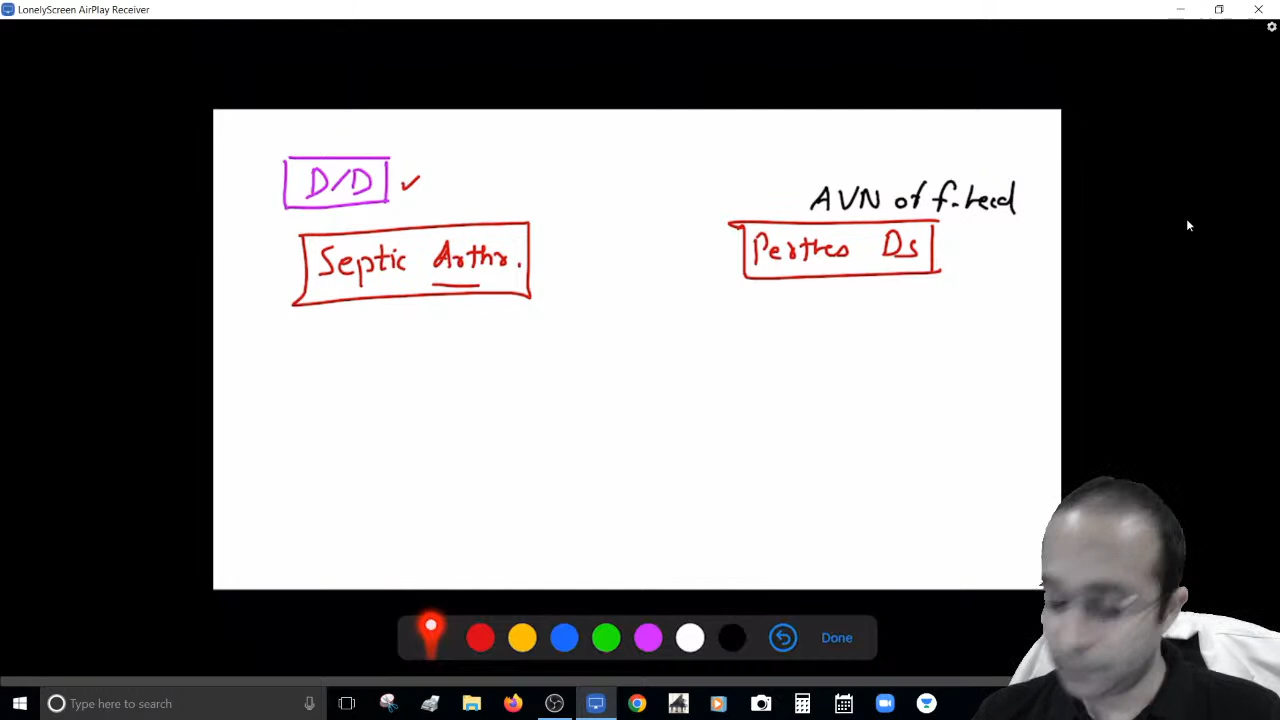 LonelyScreen AirPlay Receiver
D/D
AVN of f. head
Septic Arthr.
Perthes Ds
Done
Type here to search